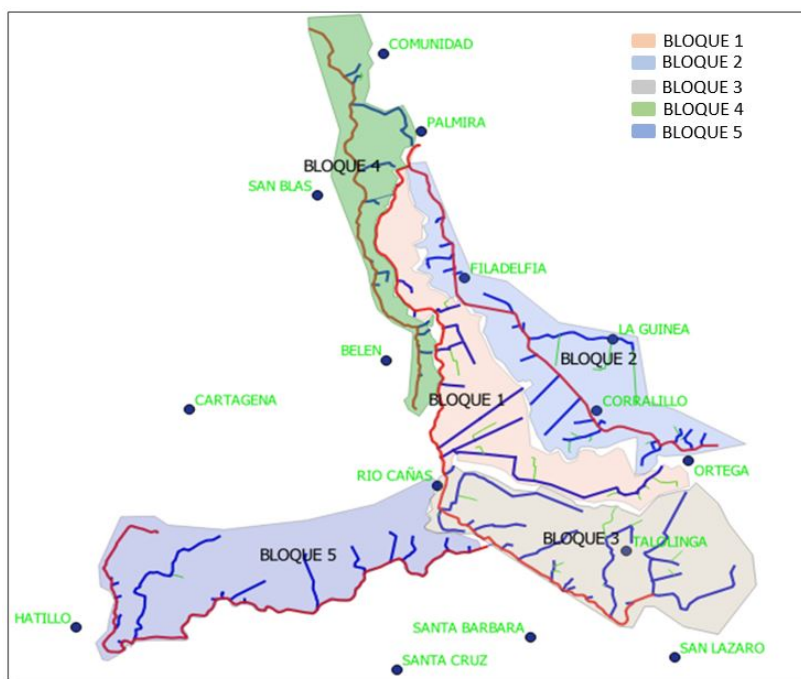 COMUNIDAD
BLOQUE 1
BLOQUE 2
BLOQUE 3
BLOQUE 4
BLOQUE 5
PALMIRA
BLOQUE 4
SAN BLAS
FILADELFIA
LA GUINEA
BELEN
BLOQUE 2
CARTAGENA
BLOQUE 1
CORRALILLO
RIO CAÑAS
ORTEGA
BLOQUE 5
BLOQUE 3
TALOLINGA
HATILLO
SANTA BARBARA
SANTA CRUZ
SAN LAZARO